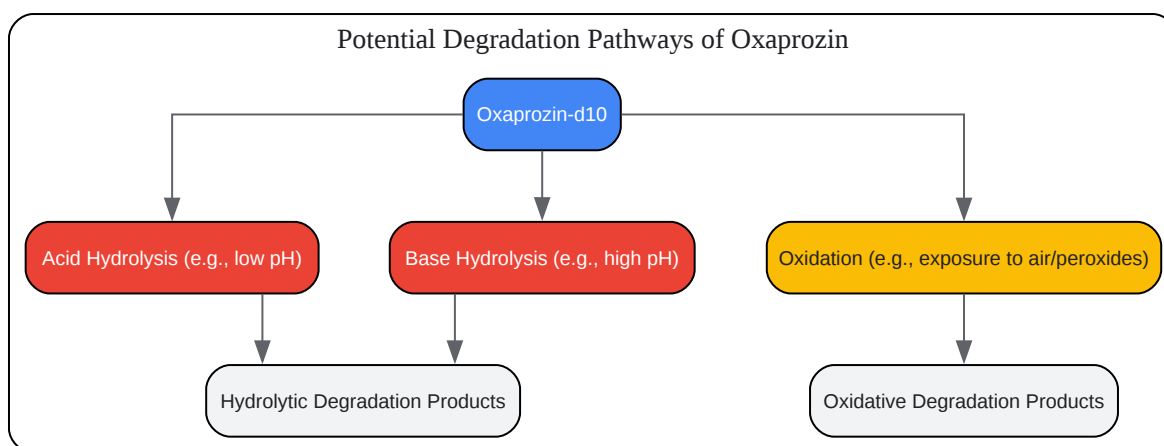 Potential Degradation Pathways of Oxaprozin
Oxaprozin-d10
Acid Hydrolysis (e.g., low pH)
Base Hydrolysis (e.g., high pH)
Oxidation (e.g., exposure to air/peroxides)
Hydrolytic Degradation Products
Oxidative Degradation Products